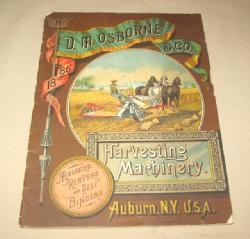 D. M. OSBORNE
& CO.
1886
Harvesting
Machinery.
MOWERS,
REAPERS
AND SELF
BINDERS
Auburn, N.Y. U.S.A.